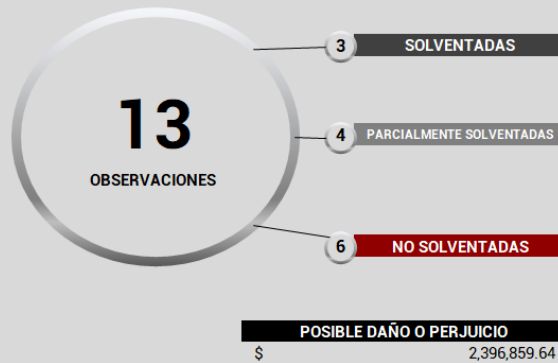 13
OBSERVACIONES
3 SOLVENTADAS
4 PARCIALMENTE SOLVENTADAS
6 NO SOLVENTADAS
POSIBLE DAÑO O PERJUICIO
$ 2,396,859.64